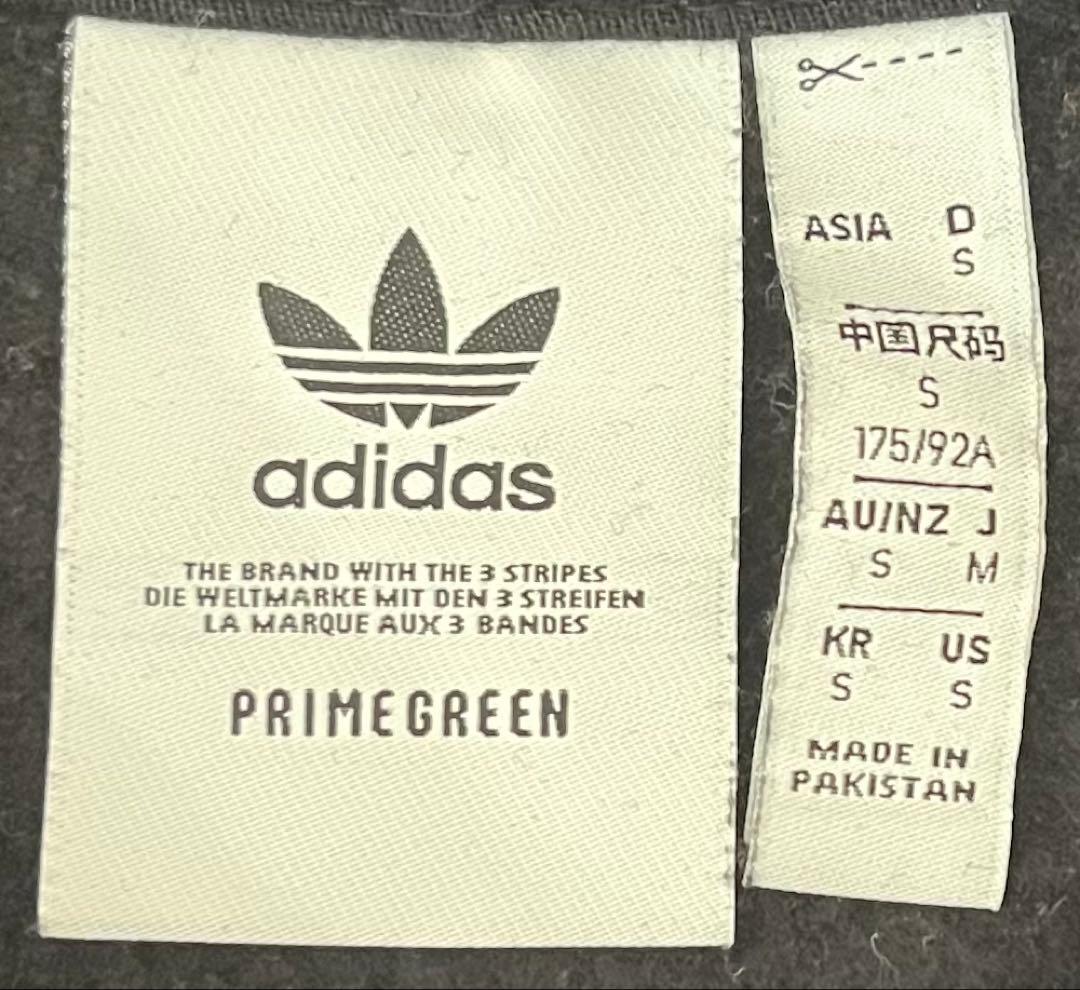 adidas
THE BRAND WITH THE 3 STRIPES
DIE WELTMARKE MIT DEN 3 STREIFEN
LA MARQUE AUX 3 BANDES
PRIMEGREEN
ASIA D
S
中国尺码
S
175/92A
AU/NZ J
S M
KR US
S S
MADE IN
PAKISTAN